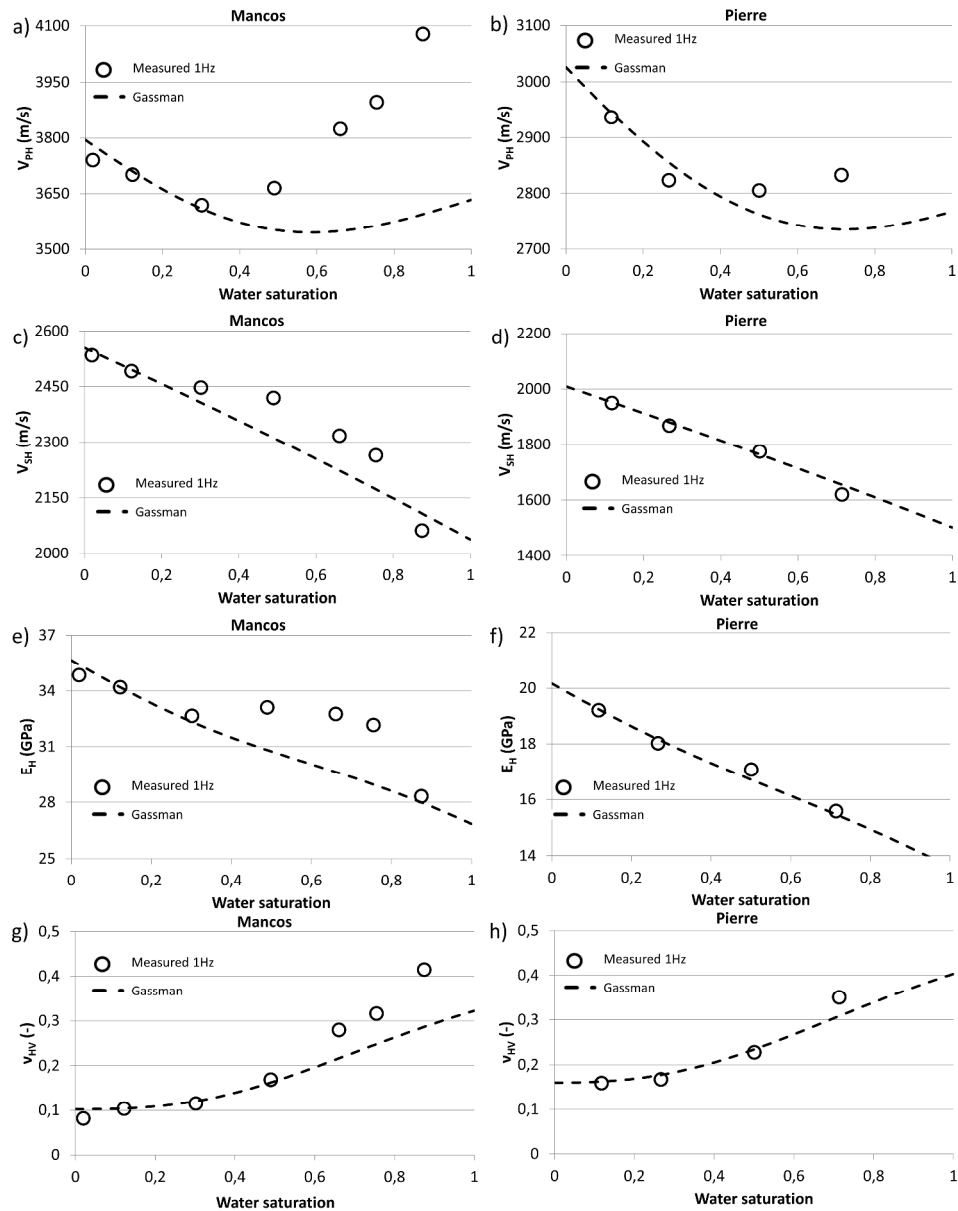 a)
Mancos
4100
3950
3800
3650
3500
V_PH (m/s)
Measured 1Hz
Gassman
0 0,2 0,4 0,6 0,8 1
Water saturation
b)
Pierre
3100
3000
2900
2800
2700
V_PH (m/s)
Measured 1Hz
Gassman
0 0,2 0,4 0,6 0,8 1
Water saturation
c)
Mancos
2600
2450
2300
2150
2000
V_SH (m/s)
Measured 1Hz
Gassman
0 0,2 0,4 0,6 0,8 1
Water saturation
d)
Pierre
2200
2000
1800
1600
1400
V_SH (m/s)
Measured 1Hz
Gassman
0 0,2 0,4 0,6 0,8 1
Water saturation
e)
Mancos
37
34
31
28
25
E_H (GPa)
Measured 1Hz
Gassman
0 0,2 0,4 0,6 0,8 1
Water saturation
f)
Pierre
22
20
18
16
14
E_H (GPa)
Measured 1Hz
Gassman
0 0,2 0,4 0,6 0,8 1
Water saturation
g)
Mancos
0,5
0,4
0,3
0,2
0,1
0
ν_HV (-)
Measured 1Hz
Gassman
0 0,2 0,4 0,6 0,8 1
Water saturation
h)
Pierre
0,5
0,4
0,3
0,2
0,1
0
ν_HV (-)
Measured 1Hz
Gassman
0 0,2 0,4 0,6 0,8 1
Water saturation